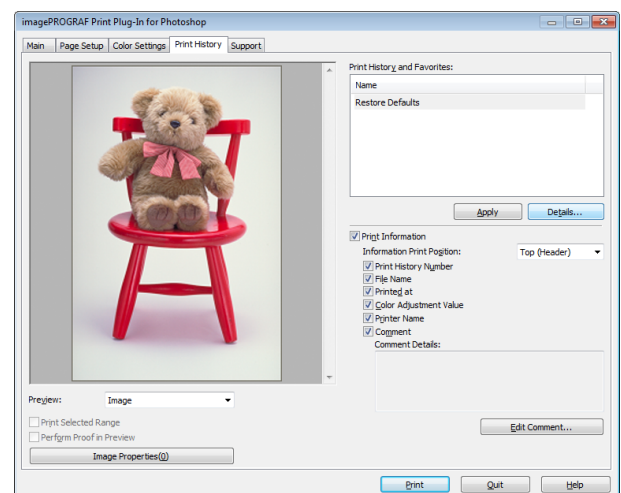 imagePROGRAF Print Plug-In for Photoshop
Main Page Setup Color Settings Print History Support
Print History and Favorites:
Name
Restore Defaults
Apply Details...
Print Information
Information Print Position: Top (Header)
Print History Number
File Name
Printed at
Color Adjustment Value
Printer Name
Comment
Comment Details:
Preview: Image
Print Selected Range
Perform Proof in Preview
Edit Comment...
Image Properties(0)
Print Quit Help